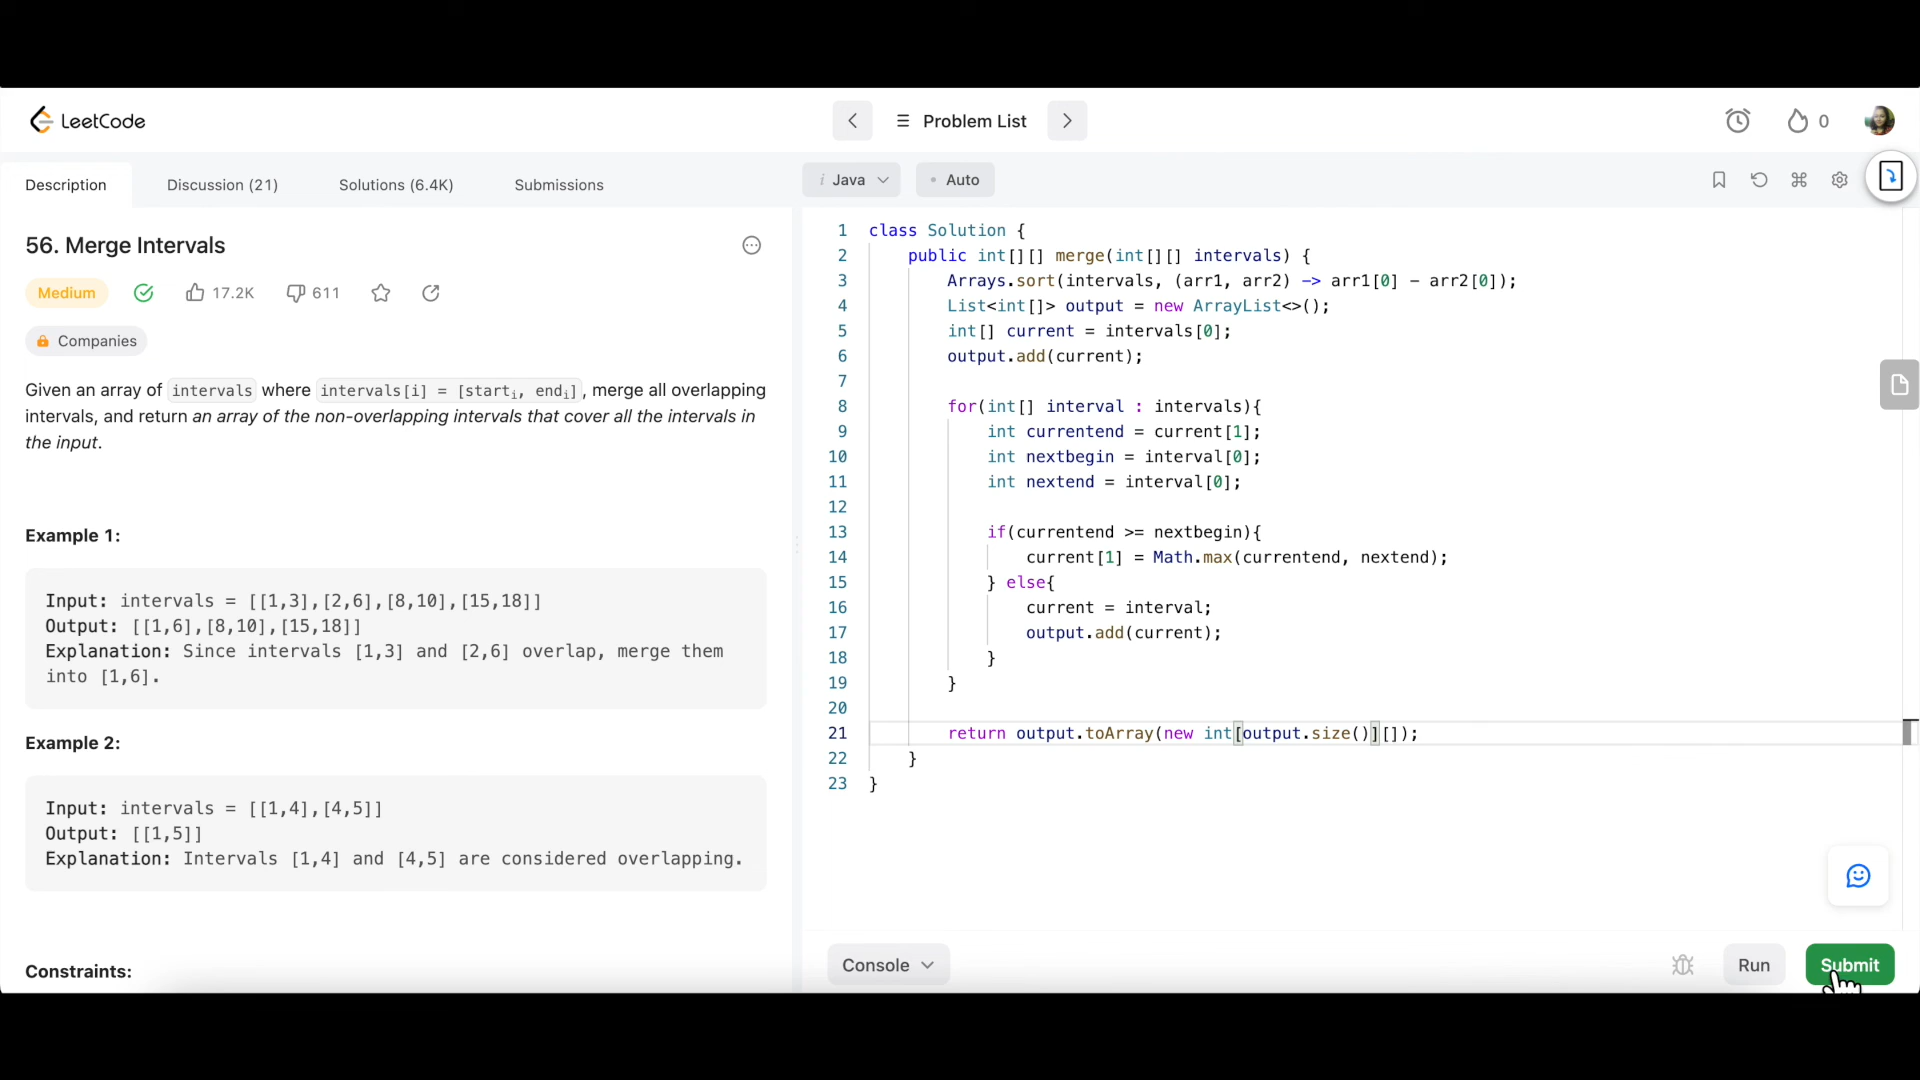 LeetCode
Problem List
0
Description
Discussion (21)
Solutions (6.4K)
Submissions
i Java
• Auto
56. Merge Intervals
Medium
17.2K
611
Companies
Given an array of intervals where intervals[i] = [starti, endi], merge all overlapping
intervals, and return an array of the non-overlapping intervals that cover all the intervals in
the input.
Example 1:
Input: intervals = [[1,3],[2,6],[8,10],[15,18]]
Output: [[1,6],[8,10],[15,18]]
Explanation: Since intervals [1,3] and [2,6] overlap, merge them
into [1,6].
Example 2:
Input: intervals = [[1,4],[4,5]]
Output: [[1,5]]
Explanation: Intervals [1,4] and [4,5] are considered overlapping.
Constraints:
1 class Solution {
2     public int[][] merge(int[][] intervals) {
3         Arrays.sort(intervals, (arr1, arr2) -> arr1[0] - arr2[0]);
4         List<int[]> output = new ArrayList<>();
5         int[] current = intervals[0];
6         output.add(current);
7
8         for(int[] interval : intervals){
9             int currentend = current[1];
10             int nextbegin = interval[0];
11             int nextend = interval[0];
12
13             if(currentend >= nextbegin){
14                 current[1] = Math.max(currentend, nextend);
15             } else{
16                 current = interval;
17                 output.add(current);
18             }
19         }
20
21         return output.toArray(new int[output.size()][]);
22     }
23 }
Console
Run
Submit